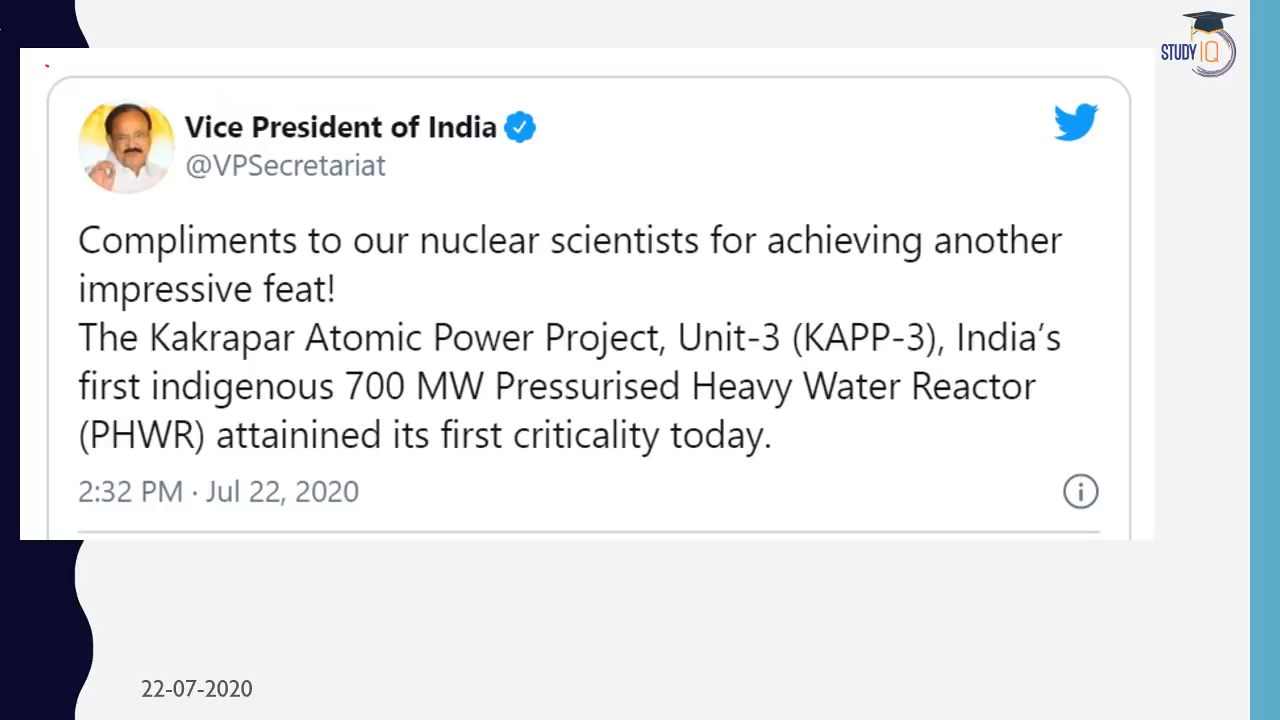 STUDY IQ
Vice President of India
@VPSecretariat
Compliments to our nuclear scientists for achieving another
impressive feat!
The Kakrapar Atomic Power Project, Unit-3 (KAPP-3), India’s
first indigenous 700 MW Pressurised Heavy Water Reactor
(PHWR) attainined its first criticality today.
2:32 PM · Jul 22, 2020
22-07-2020